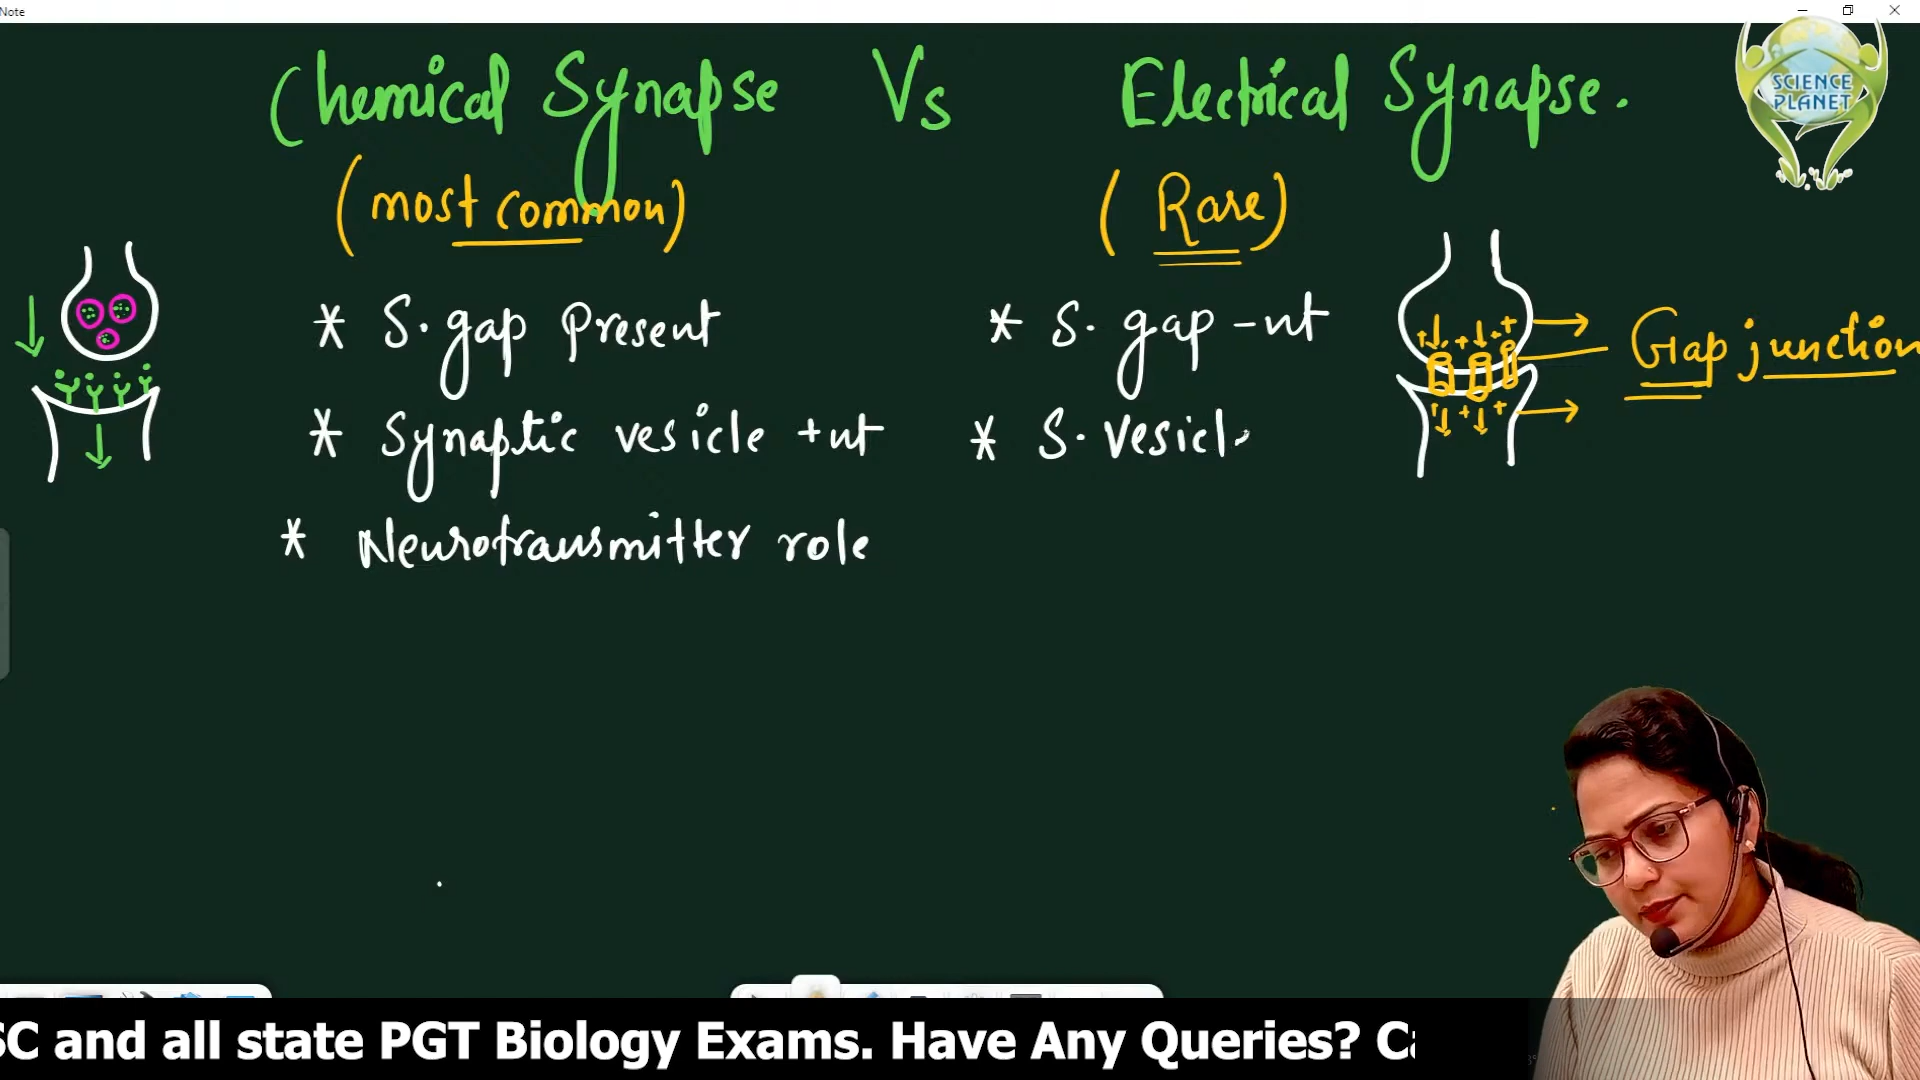 Note
Chemical Synapse Vs Electrical Synapse.
SCIENCE
PLANET
(most common)
(Rare)
* S. gap present
* S. gap -nt
Gap junction
* Synaptic vesicle +nt
* S. vesicl
* Neurotransmitter role
SC and all state PGT Biology Exams. Have Any Queries? Ca